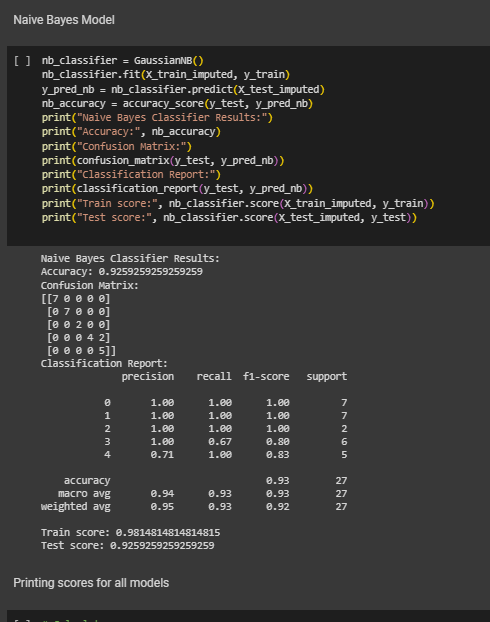 Naive Bayes Model
[ ] nb_classifier = GaussianNB()
nb_classifier.fit(X_train_imputed, y_train)
y_pred_nb = nb_classifier.predict(X_test_imputed)
nb_accuracy = accuracy_score(y_test, y_pred_nb)
print("Naive Bayes Classifier Results:")
print("Accuracy:", nb_accuracy)
print("Confusion Matrix:")
print(confusion_matrix(y_test, y_pred_nb))
print("Classification Report:")
print(classification_report(y_test, y_pred_nb))
print("Train score:", nb_classifier.score(X_train_imputed, y_train))
print("Test score:", nb_classifier.score(X_test_imputed, y_test))
Naive Bayes Classifier Results:
Accuracy: 0.9259259259259259
Confusion Matrix:
[[7 0 0 0 0]
[0 7 0 0 0]
[0 0 2 0 0]
[0 0 0 4 2]
[0 0 0 0 5]]
Classification Report:
precision recall f1-score support
0 1.00 1.00 1.00 7
1 1.00 1.00 1.00 7
2 1.00 1.00 1.00 2
3 1.00 0.67 0.80 6
4 0.71 1.00 0.83 5
accuracy 0.93 27
macro avg 0.94 0.93 0.93 27
weighted avg 0.95 0.93 0.92 27
Train score: 0.9814814814814815
Test score: 0.9259259259259259
Printing scores for all models